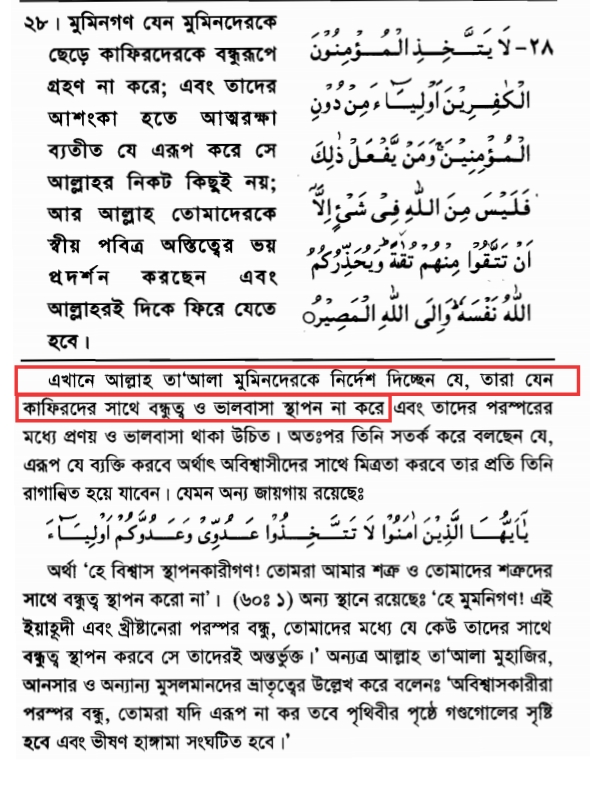 ২৮। মুমিনগণ যেন মুমিনদেরকে
ছেড়ে কাফিরদেরকে বন্ধুরূপে
গ্রহণ না করে; এবং তাদের
আশংকা হতে আত্মরক্ষা
ব্যতীত যে এরূপ করে সে
আল্লাহর নিকট কিছুই নয়;
আর আল্লাহ তোমাদেরকে
স্বীয় পবিত্র অস্তিত্বের ভয়
প্রদর্শন করছেন এবং
আল্লাহরই দিকে ফিরে যেতে
হবে।
٢٨- لَا يَتَّخِذِ الْمُؤْمِنُونَ
الْكٰفِرِيْنَ اَوْلِيَآءَ مِنْ دُوْنِ
الْمُؤْمِنِيْنَ ۚ وَمَنْ يَّفْعَلْ ذٰلِكَ
فَلَيْسَ مِنَ اللّٰهِ فِيْ شَيْءٍ اِلَّآ
اَنْ تَتَّقُوْا مِنْهُمْ تُقٰىةً ؕ وَيُحَذِّرُكُمُ
اللّٰهُ نَفْسَهٗ ؕ وَاِلَى اللّٰهِ الْمَصِيْرُ ○
এখানে আল্লাহ তা'আলা মুমিনদেরকে নির্দেশ দিচ্ছেন যে, তারা যেন
কাফিরদের সাথে বন্ধুত্ব ও ভালবাসা স্থাপন না করে এবং তাদের পরস্পরের
মধ্যে প্রণয় ও ভালবাসা থাকা উচিত। অতঃপর তিনি সতর্ক করে বলছেন যে,
এরূপ যে ব্যক্তি করবে অর্থাৎ অবিশ্বাসীদের সাথে মিত্রতা করবে তার প্রতি তিনি
রাগান্বিত হয়ে যাবেন। যেমন অন্য জায়গায় রয়েছেঃ
يٰٓاَيُّهَا الَّذِيْنَ اٰمَنُوْا لَا تَتَّخِذُوْا عَدُوِّيْ وَعَدُوَّكُمْ اَوْلِيَآءَ
অর্থা 'হে বিশ্বাস স্থাপনকারীগণ! তোমরা আমার শত্রু ও তোমাদের শত্রুদের
সাথে বন্ধুত্ব স্থাপন করো না'। (৬০ঃ ১) অন্য স্থানে রয়েছেঃ 'হে মুমনিগণ! এই
ইয়াহূদী এবং খ্রীষ্টানেরা পরস্পর বন্ধু, তোমাদের মধ্যে যে কেউ তাদের সাথে
বন্ধুত্ব স্থাপন করবে সে তাদেরই অন্তর্ভুক্ত।' অন্যত্র আল্লাহ তা'আলা মুহাজির,
আনসার ও অন্যান্য মুসলমানদের ভ্রাতৃত্বের উল্লেখ করে বলেনঃ 'অবিশ্বাসকারীরা
পরস্পর বন্ধু, তোমরা যদি এরূপ না কর তবে পৃথিবীর পৃষ্ঠে গণ্ডগোলের সৃষ্টি
হবে এবং ভীষণ হাঙ্গামা সংঘটিত হবে।'